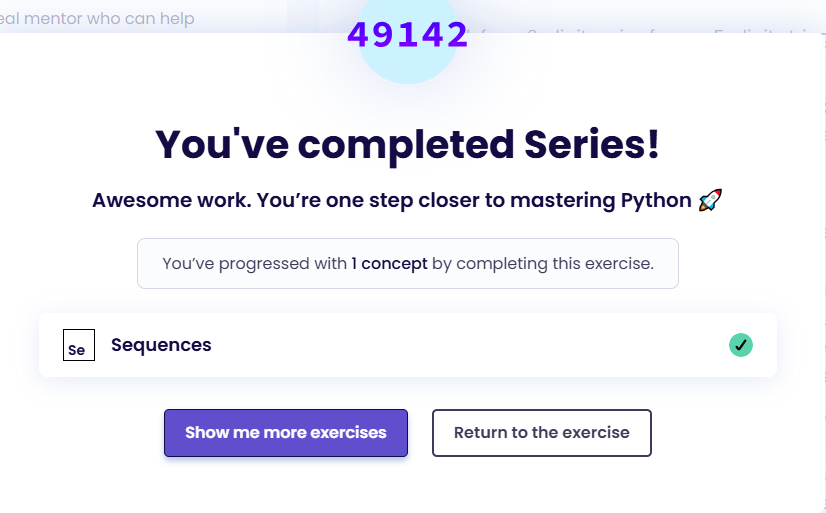 eal mentor who can help
49142
You've completed Series!
Awesome work. You’re one step closer to mastering Python 🚀
You’ve progressed with 1 concept by completing this exercise.
Se Sequences
Show me more exercises Return to the exercise